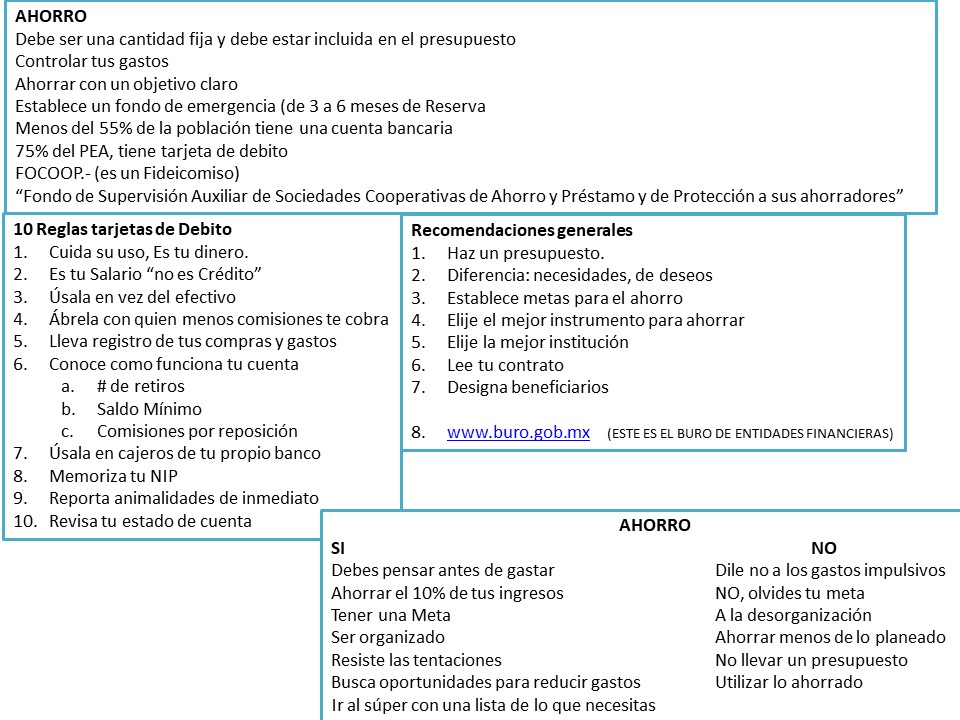 AHORRO
Debe ser una cantidad fija y debe estar incluida en el presupuesto
Controlar tus gastos
Ahorrar con un objetivo claro
Establece un fondo de emergencia (de 3 a 6 meses de Reserva
Menos del 55% de la población tiene una cuenta bancaria
75% del PEA, tiene tarjeta de debito
FOCOOP.- (es un Fideicomiso)
“Fondo de Supervisión Auxiliar de Sociedades Cooperativas de Ahorro y Préstamo y de Protección a sus ahorradores”
10 Reglas tarjetas de Debito
1. Cuida su uso, Es tu dinero.
2. Es tu Salario “no es Crédito”
3. Úsala en vez del efectivo
4. Ábrela con quien menos comisiones te cobra
5. Lleva registro de tus compras y gastos
6. Conoce como funciona tu cuenta
a. # de retiros
b. Saldo Mínimo
c. Comisiones por reposición
7. Úsala en cajeros de tu propio banco
8. Memoriza tu NIP
9. Reporta animalidades de inmediato
10. Revisa tu estado de cuenta
Recomendaciones generales
1. Haz un presupuesto.
2. Diferencia: necesidades, de deseos
3. Establece metas para el ahorro
4. Elije el mejor instrumento para ahorrar
5. Elije la mejor institución
6. Lee tu contrato
7. Designa beneficiarios
8. www.buro.gob.mx (ESTE ES EL BURO DE ENTIDADES FINANCIERAS)
AHORRO
SI
Debes pensar antes de gastar
Ahorrar el 10% de tus ingresos
Tener una Meta
Ser organizado
Resiste las tentaciones
Busca oportunidades para reducir gastos
Ir al súper con una lista de lo que necesitas
NO
Dile no a los gastos impulsivos
NO, olvides tu meta
A la desorganización
Ahorrar menos de lo planeado
No llevar un presupuesto
Utilizar lo ahorrado